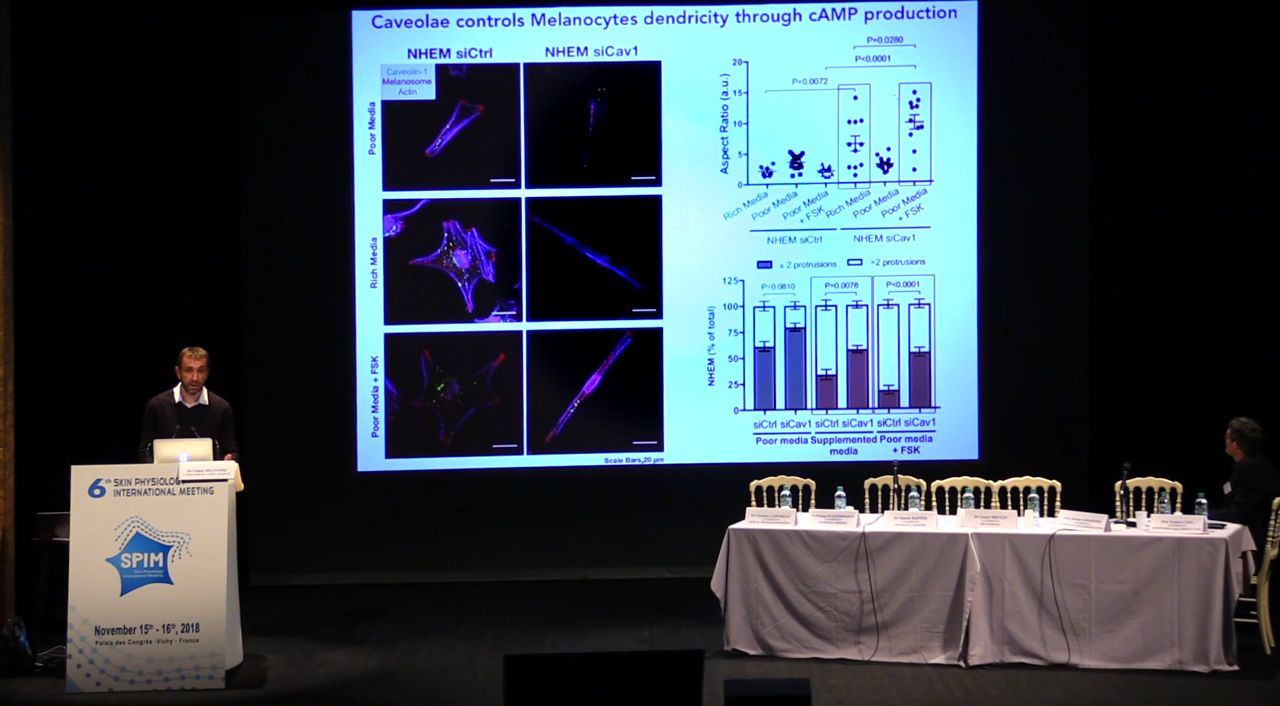 Caveolae controls Melanocytes dendricity through cAMP production
NHEM siCtrl
NHEM siCav1
Caveolin-1
Melanosome
Actin
Poor Media
Rich Media
Poor Media + FSK
Scale Bars,20 µm
P=0.0280
P<0.0001
P=0.0072
Aspect Ratio (a.u.)
20
15
10
5
0
Rich Media
Poor Media
Poor Media
+ FSK
Rich Media
Poor Media
Poor Media
+ FSK
NHEM siCtrl
NHEM siCav1
≤ 2 protrusions
>2 protrusions
NHEM (% of total)
125
100
75
50
25
0
P=0.0810
P=0.0076
P<0.0001
siCtrl siCav1 siCtrl siCav1 siCtrl siCav1
Poor media
Supplemented
media
Poor media
+ FSK
6th SKIN PHYSIOLOGY
INTERNATIONAL MEETING
SPIM
Skin Physiology
International Meeting
November 15th - 16th, 2018
Palais des Congrès - Vichy - France